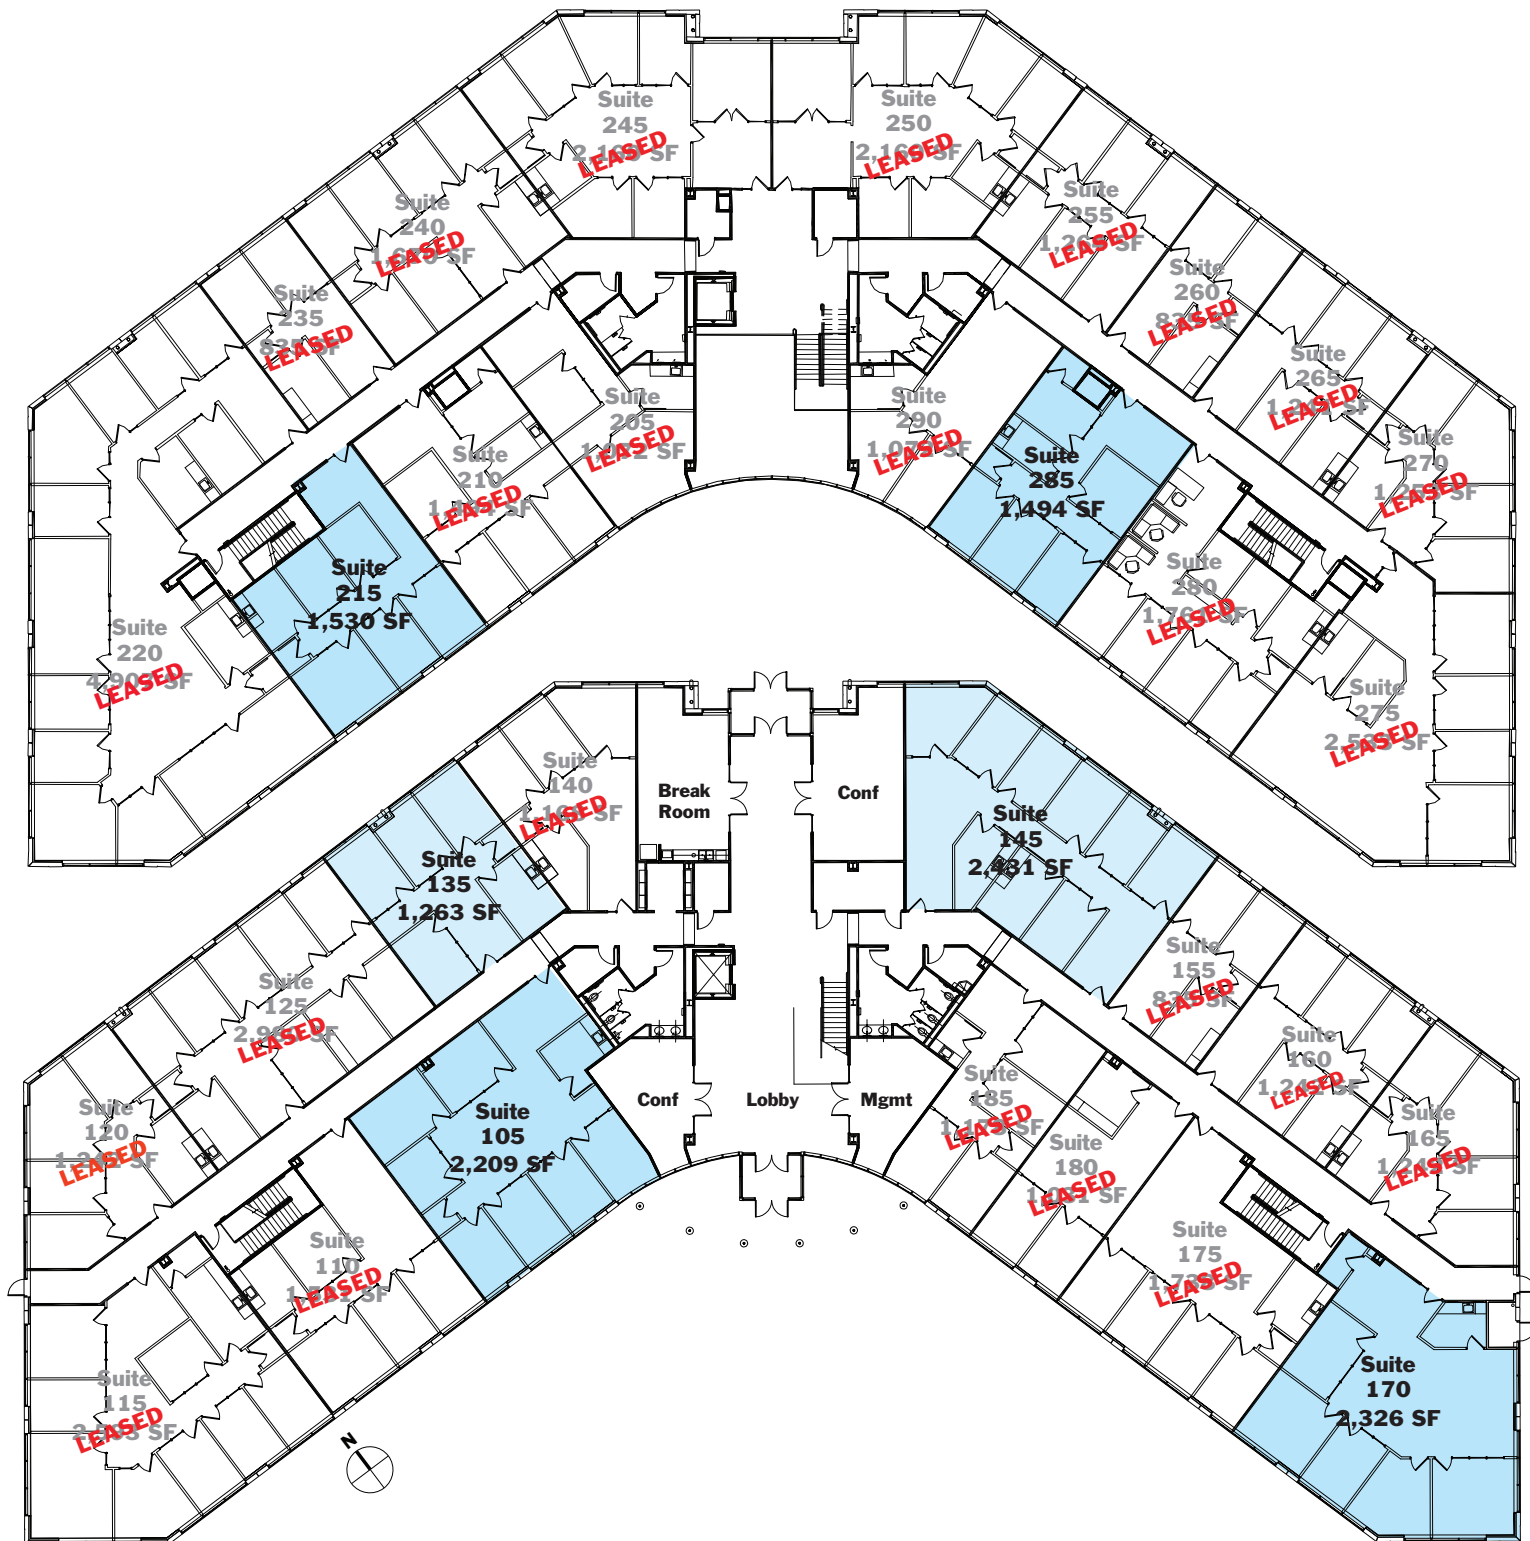 Suite
245
LEASED
Suite
250
LEASED
Suite
240
LEASED
Suite
255
LEASED
Suite
235
LEASED
Suite
260
LEASED
Suite
265
LEASED
Suite
205
LEASED
Suite
290
LEASED
Suite
270
LEASED
Suite
210
LEASED
Suite
285
1,494 SF
Suite
215
1,530 SF
Suite
280
LEASED
Suite
220
LEASED
Suite
275
LEASED
Suite
140
LEASED
Break
Room
Conf
Suite
145
2,431 SF
Suite
135
1,263 SF
Suite
125
LEASED
Suite
155
LEASED
Suite
160
LEASED
Suite
120
LEASED
Suite
105
2,209 SF
Conf
Lobby
Mgmt
Suite
185
LEASED
Suite
165
LEASED
Suite
180
LEASED
Suite
110
LEASED
Suite
175
LEASED
Suite
115
LEASED
Suite
170
2,326 SF
N